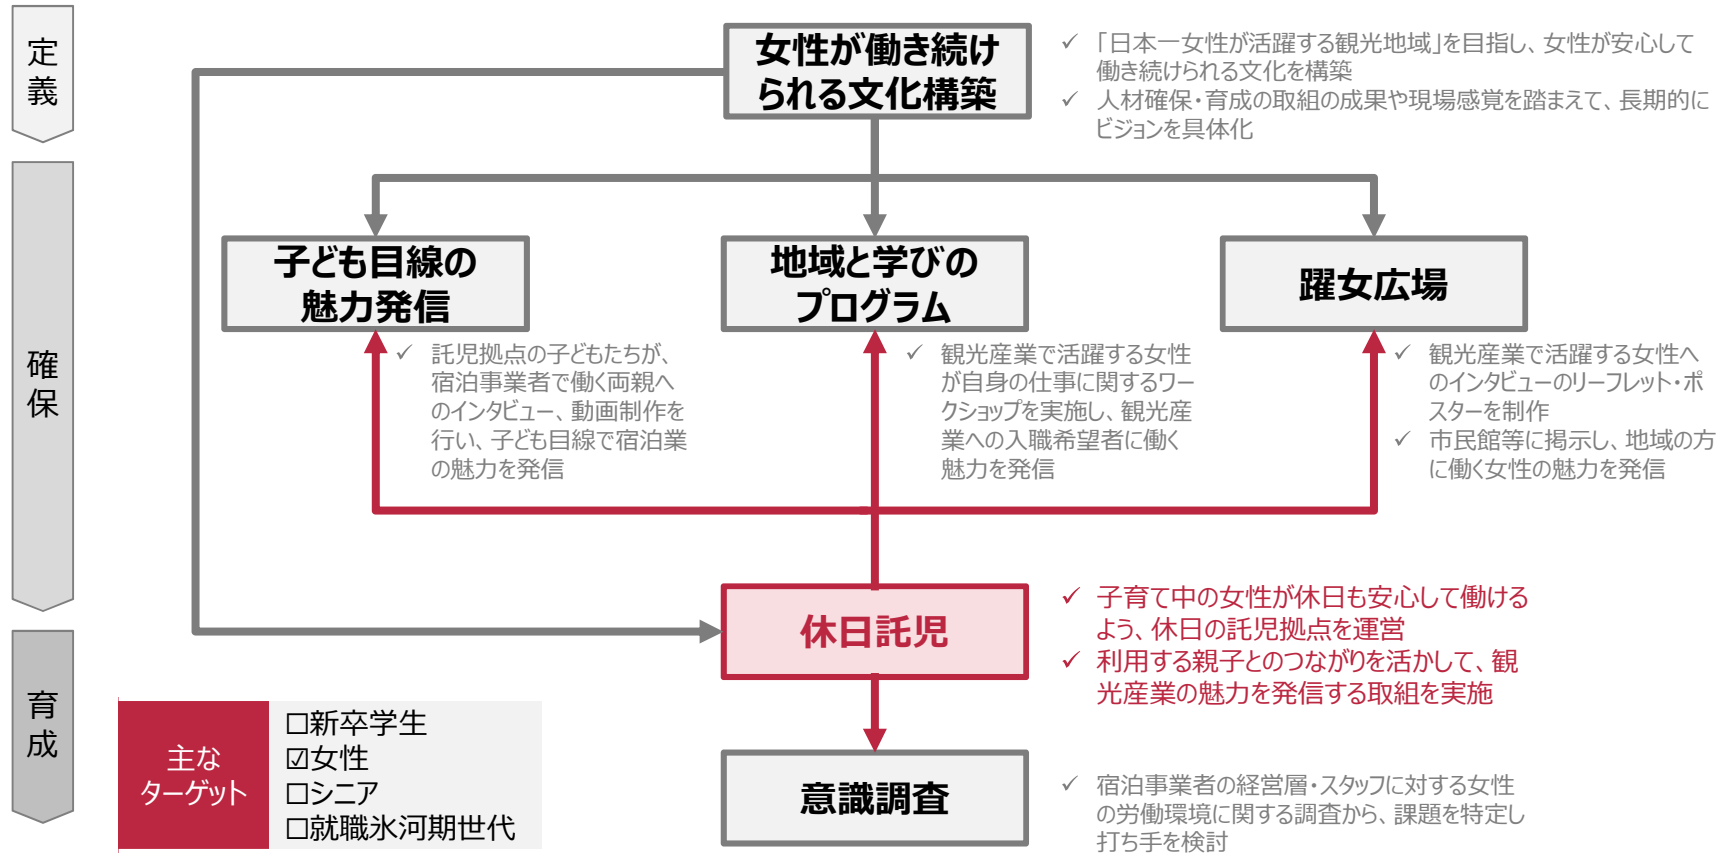 定
義
女性が働き続け
られる文化構築
✓ 「日本一女性が活躍する観光地域」を目指し、女性が安心して
働き続けられる文化を構築
✓ 人材確保・育成の取組の成果や現場感覚を踏まえて、長期的に
ビジョンを具体化
確
保
子ども目線の
魅力発信
✓ 託児拠点の子どもたちが、
宿泊事業者で働く両親へ
のインタビュー、動画制作を
行い、子ども目線で宿泊業
の魅力を発信
地域と学びの
プログラム
✓ 観光産業で活躍する女性
が自身の仕事に関するワー
クショップを実施し、観光産
業への入職希望者に働く
魅力を発信
躍女広場
✓ 観光産業で活躍する女性へ
のインタビューのリーフレット・ポ
スターを制作
✓ 市民館等に掲示し、地域の方
に働く女性の魅力を発信
休日託児
✓ 子育て中の女性が休日も安心して働ける
よう、休日の託児拠点を運営
✓ 利用する親子とのつながりを活かして、観
光産業の魅力を発信する取組を実施
育
成
主な
ターゲット
☐新卒学生
☑女性
☐シニア
☐就職氷河期世代
意識調査
✓ 宿泊事業者の経営層・スタッフに対する女性
の労働環境に関する調査から、課題を特定し
打ち手を検討